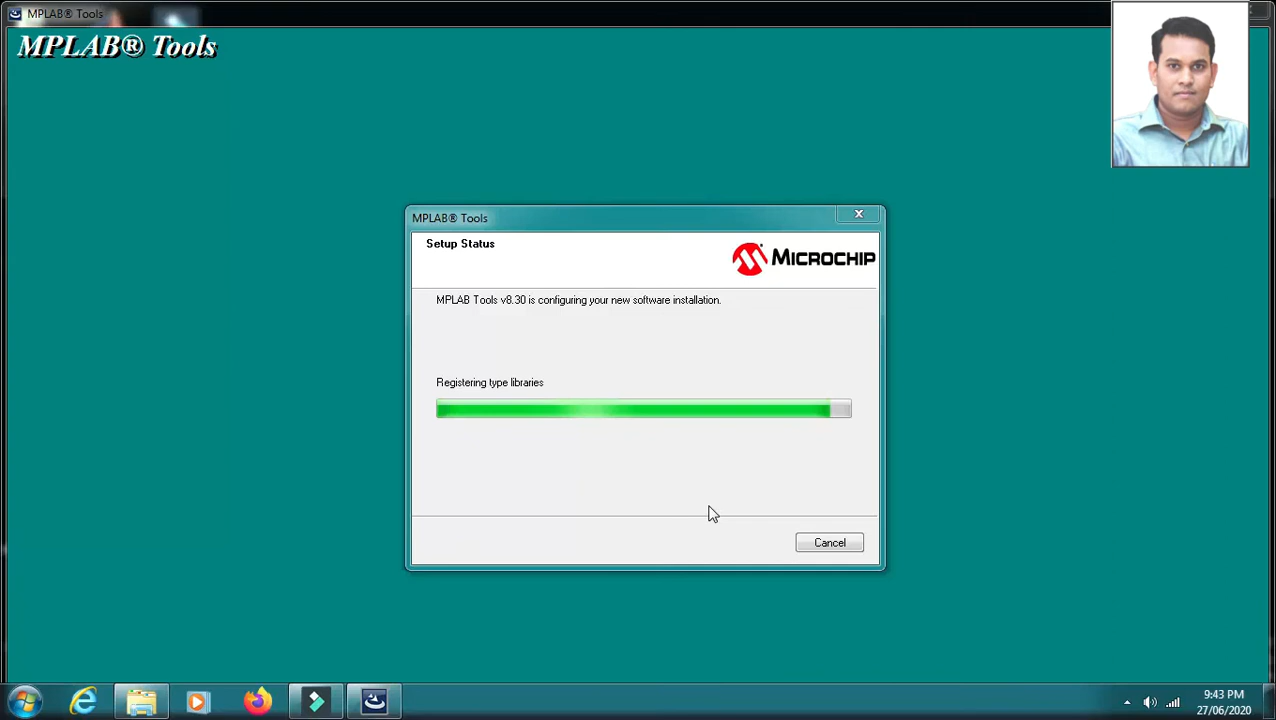 MPLAB® Tools
MPLAB® Tools
MPLAB® Tools
Setup Status
MICROCHIP
MPLAB Tools v8.30 is configuring your new software installation.
Registering type libraries
Cancel
9:43 PM
27/06/2020